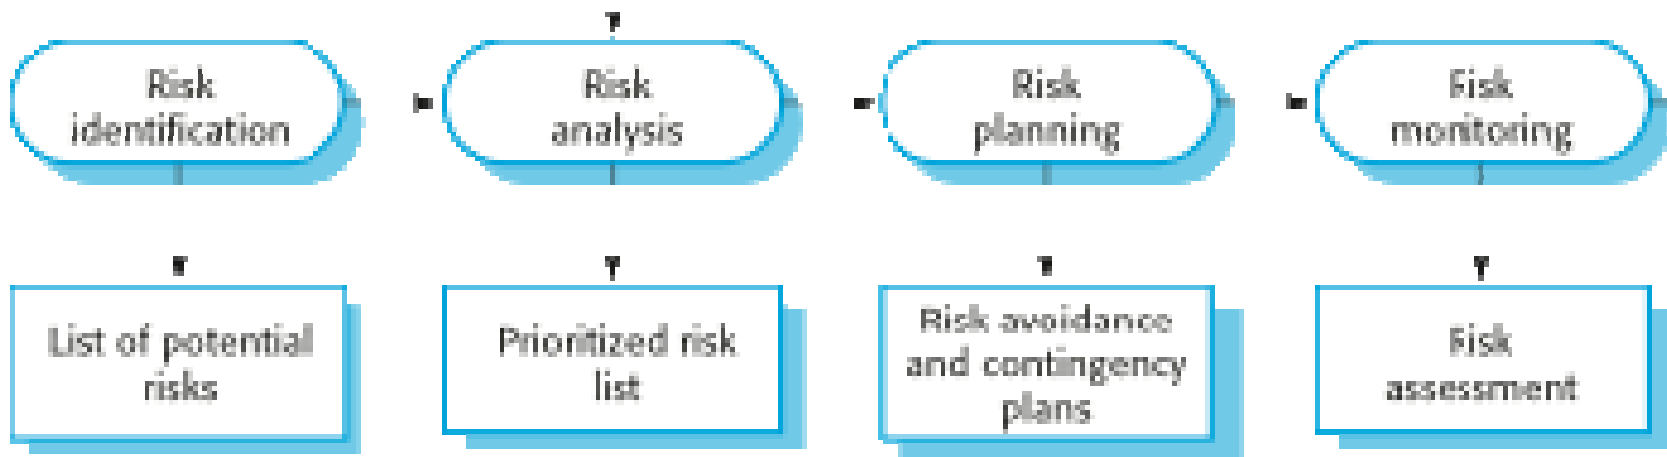 Risk
identification
Risk
analysis
Risk
planning
Risk
monitoring
List of potential
risks
Prioritized risk
list
Risk avoidance
and contingency
plans
Risk
assessment